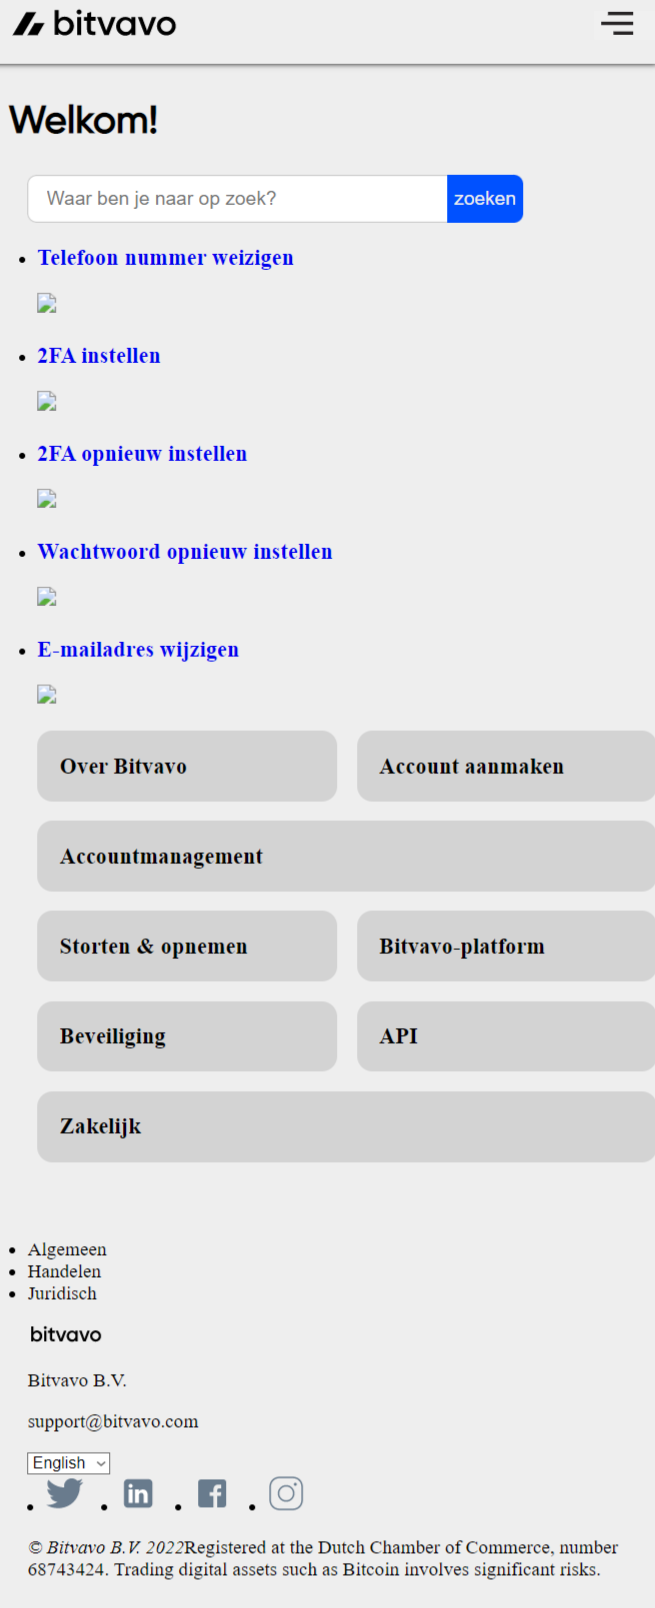 bitvavo
Welkom!
Waar ben je naar op zoek?
zoeken
Telefoon nummer weizigen
2FA instellen
2FA opnieuw instellen
Wachtwoord opnieuw instellen
E-mailadres wijzigen
Over Bitvavo
Account aanmaken
Accountmanagement
Storten & opnemen
Bitvavo-platform
Beveiliging
API
Zakelijk
Algemeen
Handelen
Juridisch
bitvavo
Bitvavo B.V.
support@bitvavo.com
English
© Bitvavo B.V. 2022Registered at the Dutch Chamber of Commerce, number
68743424. Trading digital assets such as Bitcoin involves significant risks.